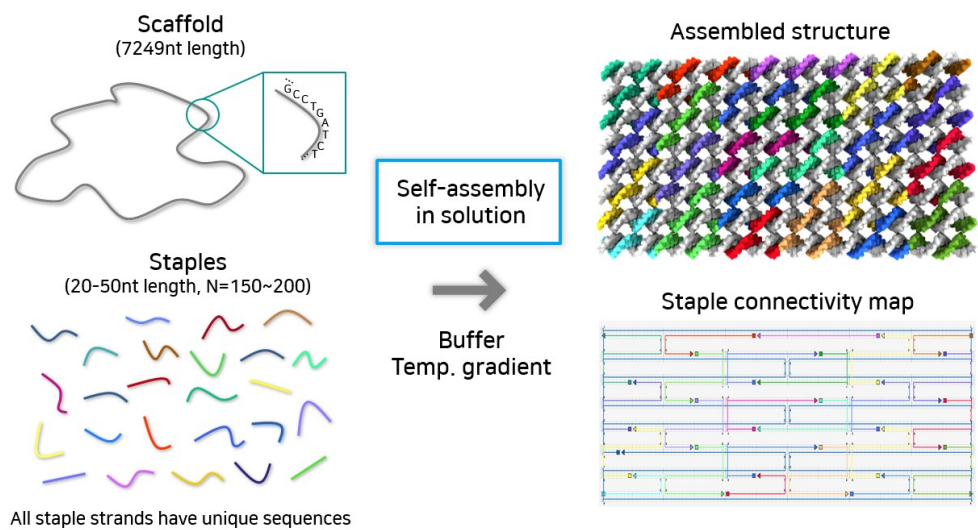 Scaffold
(7249nt length)
G C C T G A T C T
Staples
(20-50nt length, N=150~200)
All staple strands have unique sequences
Self-assembly
in solution
Buffer
Temp. gradient
Assembled structure
Staple connectivity map